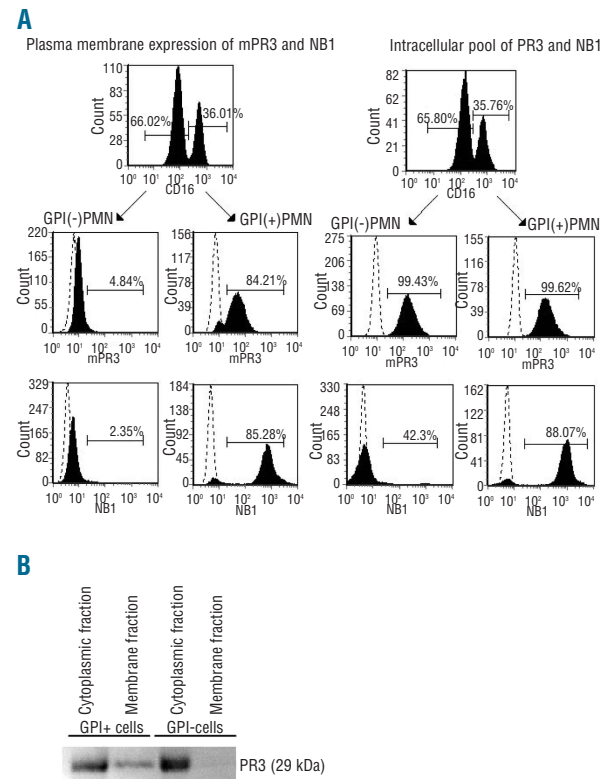 A
Plasma membrane expression of mPR3 and NB1
Intracellular pool of PR3 and NB1
Count
110
83
55
28
0
66.02%
36.01%
10⁰ 10¹ 10² 10³ 10⁴
CD16
Count
82
62
41
21
0
65.80%
35.76%
10⁰ 10¹ 10² 10³ 10⁴
CD16
GPI(-)PMN
GPI(+)PMN
GPI(-)PMN
GPI(+)PMN
Count
220
165
110
55
0
4.84%
10⁰ 10¹ 10² 10³ 10⁴
mPR3
Count
156
117
78
39
0
84.21%
10⁰ 10¹ 10² 10³ 10⁴
mPR3
Count
275
206
138
69
0
99.43%
10⁰ 10¹ 10² 10³ 10⁴
mPR3
Count
155
116
78
39
0
99.62%
10⁰ 10¹ 10² 10³ 10⁴
mPR3
Count
329
247
165
82
0
2.35%
10⁰ 10¹ 10² 10³ 10⁴
NB1
Count
184
138
90
45
0
85.28%
10⁰ 10¹ 10² 10³ 10⁴
NB1
Count
330
248
165
83
0
42.3%
10⁰ 10¹ 10² 10³ 10⁴
NB1
Count
162
122
81
41
0
88.07%
10⁰ 10¹ 10² 10³ 10⁴
NB1
B
Cytoplasmic fraction
Membrane fraction
Cytoplasmic fraction
Membrane fraction
GPI+ cells
GPI-cells
PR3 (29 kDa)